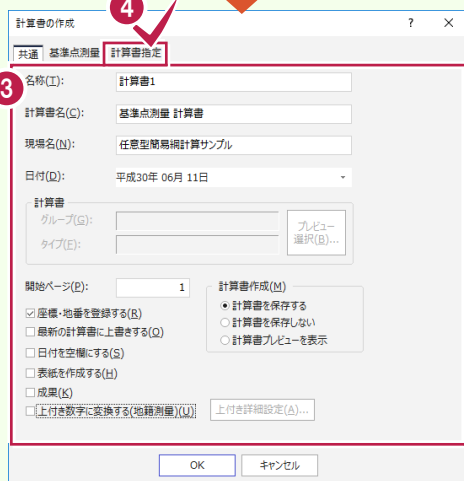 4
計算書の作成 ? ×
共通 基準点測量 計算書指定
3
名称(T): 計算書1
計算書名(C): 基準点測量 計算書
現場名(N): 任意型簡易網計算サンプル
日付(D): 平成30年 06月 11日
計算書
グループ(G):
タイプ(E):
プレビュー
選択(B)...
開始ページ(P): 1
計算書作成(M)
計算書を保存する
計算書を保存しない
計算書プレビューを表示
座標・地番を登録する(R)
最新の計算書に上書きする(O)
日付を空欄にする(S)
表紙を作成する(H)
成果(K)
上付き数字に変換する(地籍測量)(U) 上付き詳細設定(A)...
OK キャンセル